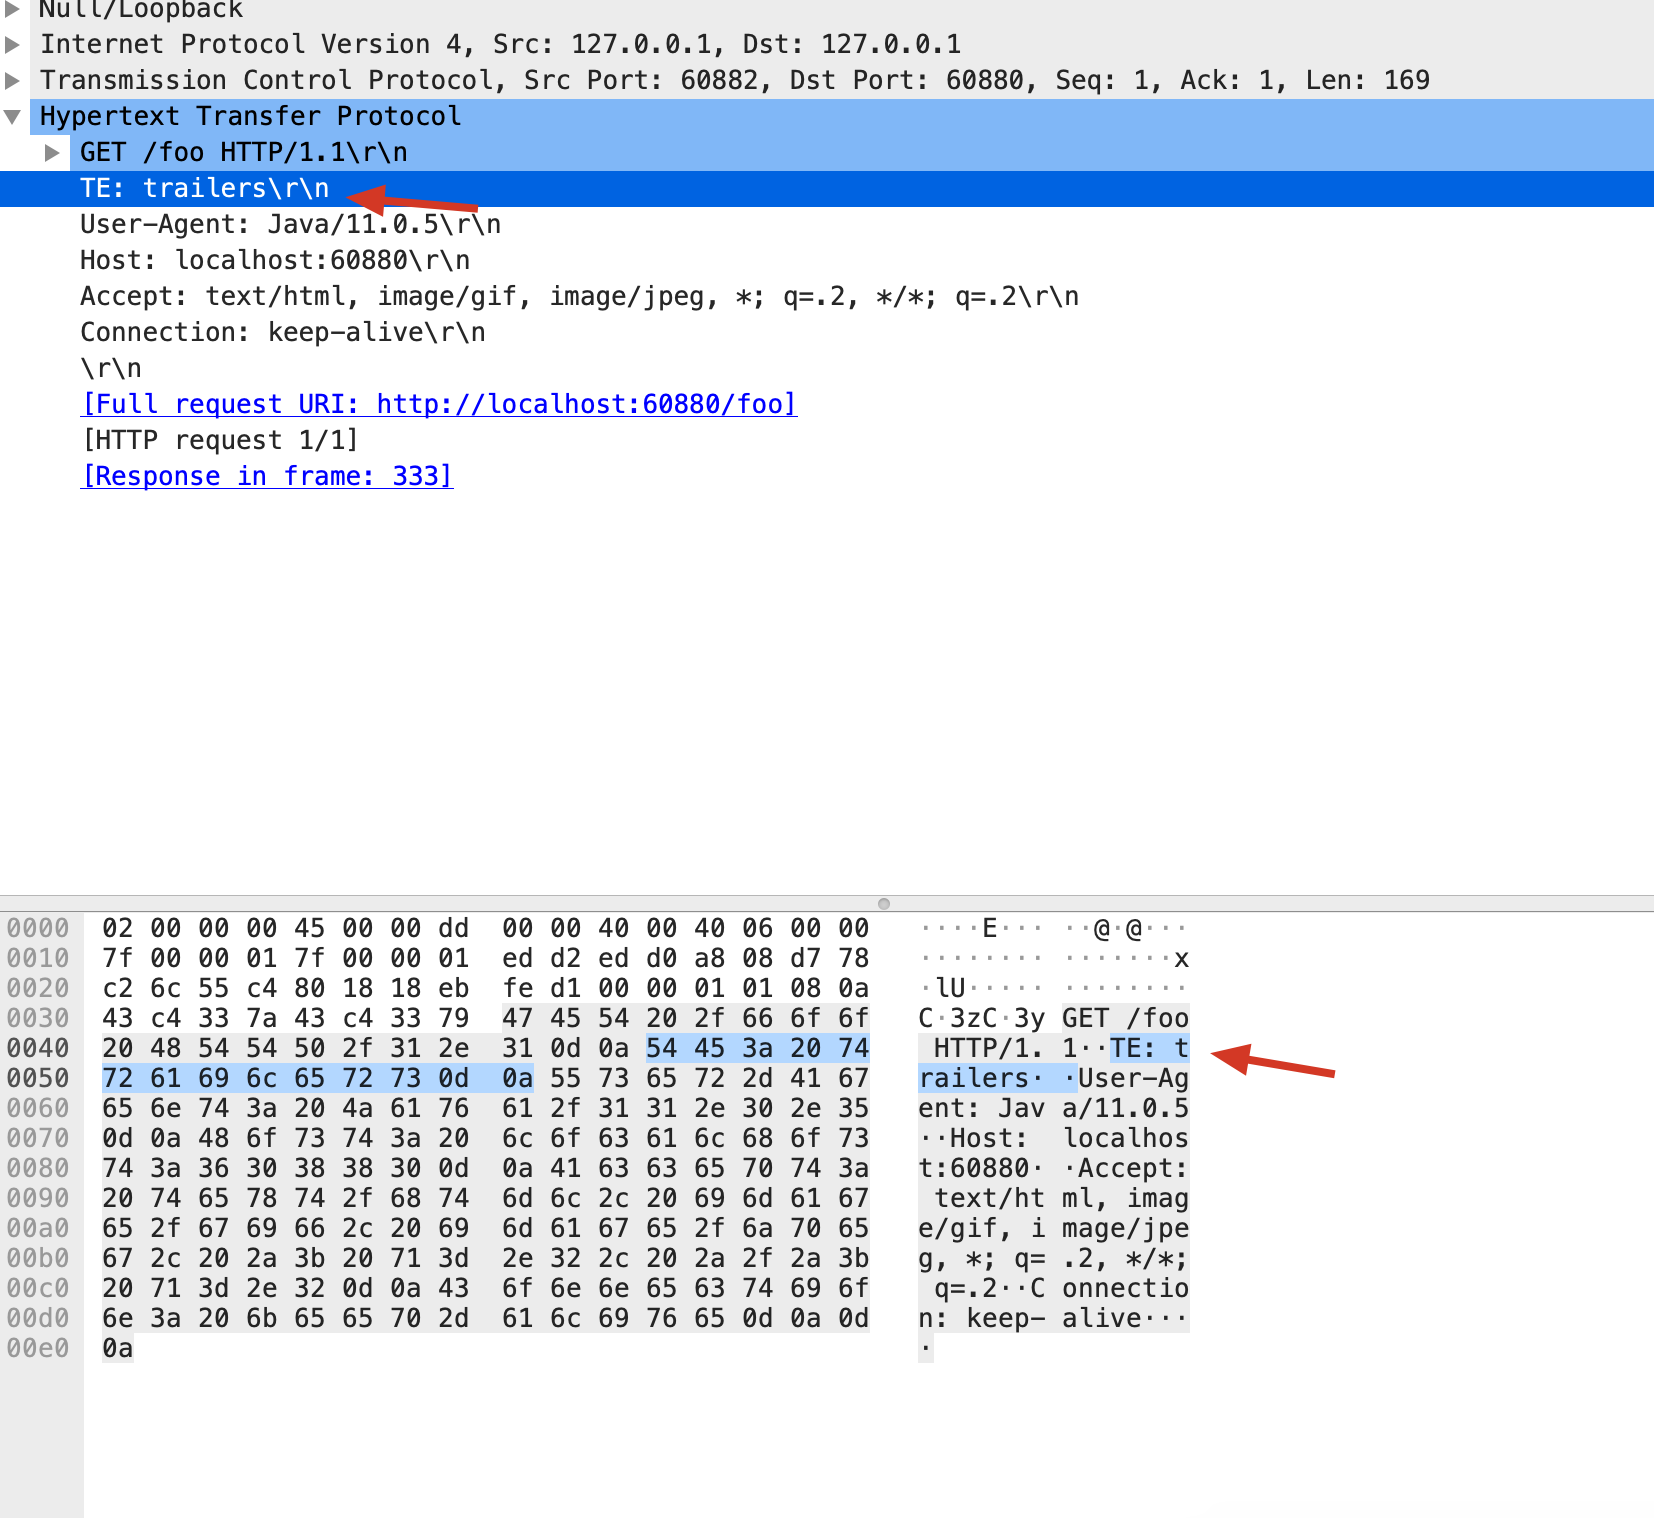 Null/Loopback
Internet Protocol Version 4, Src: 127.0.0.1, Dst: 127.0.0.1
Transmission Control Protocol, Src Port: 60882, Dst Port: 60880, Seq: 1, Ack: 1, Len: 169
Hypertext Transfer Protocol
GET /foo HTTP/1.1\r\n
TE: trailers\r\n
User-Agent: Java/11.0.5\r\n
Host: localhost:60880\r\n
Accept: text/html, image/gif, image/jpeg, *; q=.2, */*; q=.2\r\n
Connection: keep-alive\r\n
\r\n
[Full request URI: http://localhost:60880/foo]
[HTTP request 1/1]
[Response in frame: 333]
0000 02 00 00 00 45 00 00 dd 00 00 40 00 40 06 00 00 ····E··· ··@·@···
0010 7f 00 00 01 7f 00 00 01 ed d2 ed d0 a8 08 d7 78 ········ ·······x
0020 c2 6c 55 c4 80 18 18 eb fe d1 00 00 01 01 08 0a ·lU····· ········
0030 43 c4 33 7a 43 c4 33 79 47 45 54 20 2f 66 6f 6f C·3zC·3y GET /foo
0040 20 48 54 54 50 2f 31 2e 31 0d 0a 54 45 3a 20 74 HTTP/1. 1··TE: t
0050 72 61 69 6c 65 72 73 0d 0a 55 73 65 72 2d 41 67 railers· ·User-Ag
0060 65 6e 74 3a 20 4a 61 76 61 2f 31 31 2e 30 2e 35 ent: Jav a/11.0.5
0070 0d 0a 48 6f 73 74 3a 20 6c 6f 63 61 6c 68 6f 73 ··Host: localhos
0080 74 3a 36 30 38 38 30 0d 0a 41 63 63 65 70 74 3a t:60880· ·Accept:
0090 20 74 65 78 74 2f 68 74 6d 6c 2c 20 69 6d 61 67 text/ht ml, imag
00a0 65 2f 67 69 66 2c 20 69 6d 61 67 65 2f 6a 70 65 e/gif, i mage/jpe
00b0 67 2c 20 2a 3b 20 71 3d 2e 32 2c 20 2a 2f 2a 3b g, *; q= .2, */*;
00c0 20 71 3d 2e 32 0d 0a 43 6f 6e 6e 65 63 74 69 6f q=.2··C onnectio
00d0 6e 3a 20 6b 65 65 70 2d 61 6c 69 76 65 0d 0a 0d n: keep- alive···
00e0 0a ·